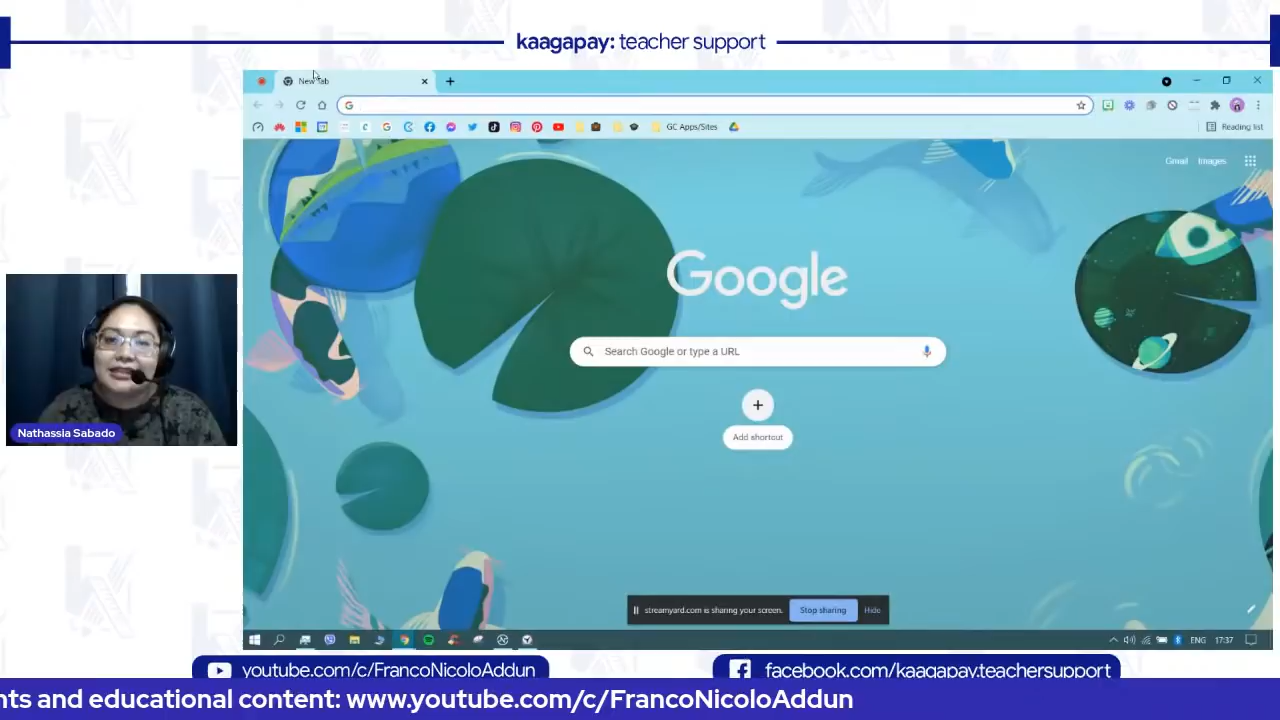 kaagapay: teacher support
New Tab
GC Apps/Sites
Reading list
Gmail Images
Google
Search Google or type a URL
Add shortcut
Nathassia Sabado
streamyard.com is sharing your screen. Stop sharing Hide
ENG 17:37
youtube.com/c/FrancoNicoloAddun
facebook.com/kaagapay.teachersupport
nts and educational content: www.youtube.com/c/FrancoNicoloAddun